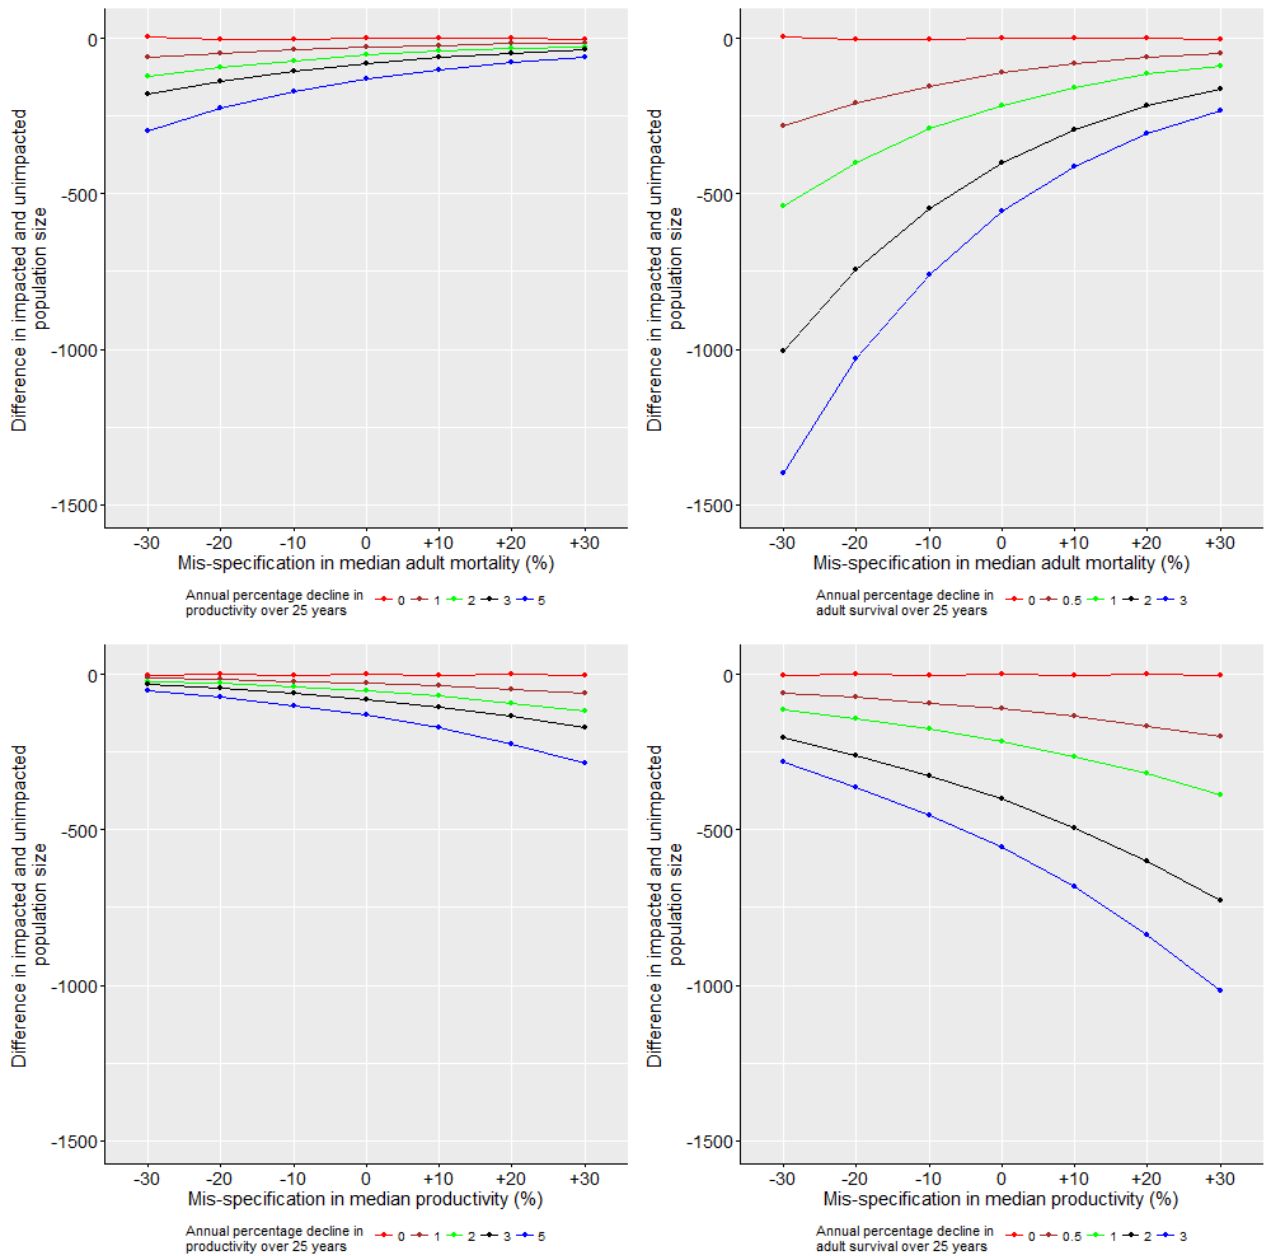 Difference in impacted and unimpacted
population size
0
-500
-1000
-1500
-30 -20 -10 0 +10 +20 +30
Mis-specification in median adult mortality (%)
Annual percentage decline in
productivity over 25 years
0 1 2 3 5
Difference in impacted and unimpacted
population size
0
-500
-1000
-1500
-30 -20 -10 0 +10 +20 +30
Mis-specification in median adult mortality (%)
Annual percentage decline in
adult survival over 25 years
0 0.5 1 2 3
Difference in impacted and unimpacted
population size
0
-500
-1000
-1500
-30 -20 -10 0 +10 +20 +30
Mis-specification in median productivity (%)
Annual percentage decline in
productivity over 25 years
0 1 2 3 5
Difference in impacted and unimpacted
population size
0
-500
-1000
-1500
-30 -20 -10 0 +10 +20 +30
Mis-specification in median productivity (%)
Annual percentage decline in
adult survival over 25 years
0 0.5 1 2 3